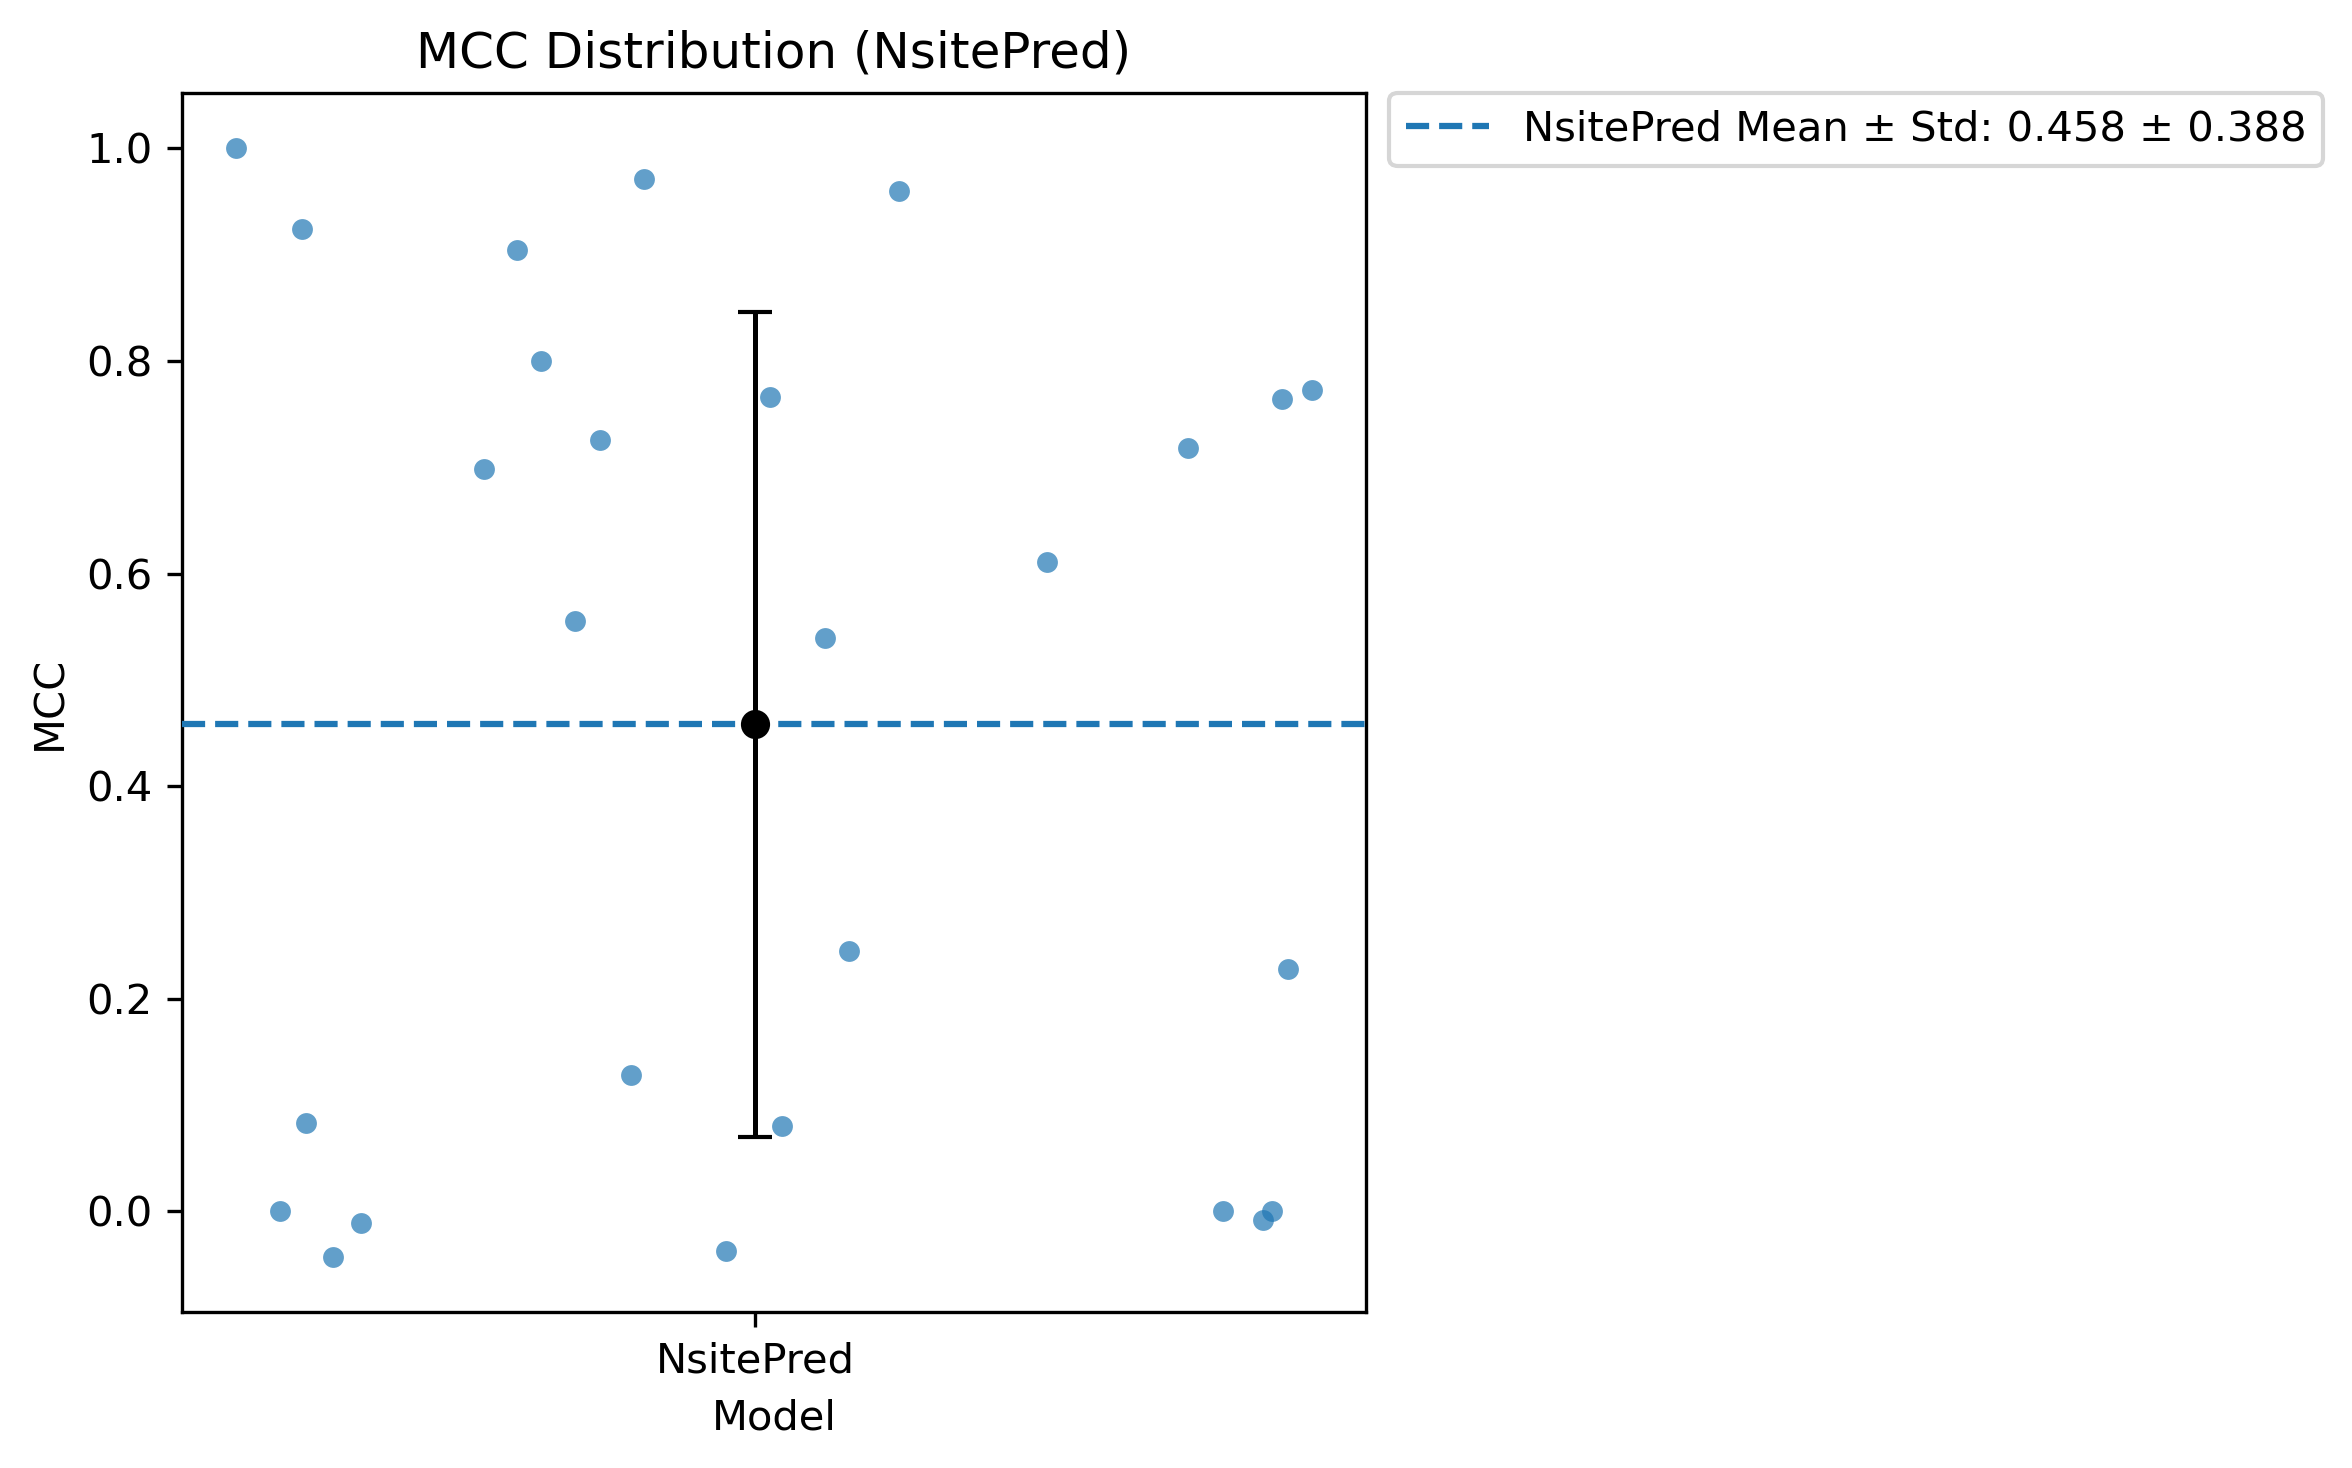 MCC Distribution (NsitePred)
NsitePred Mean ± Std: 0.458 ± 0.388
MCC
1.0
0.8
0.6
0.4
0.2
0.0
NsitePred
Model